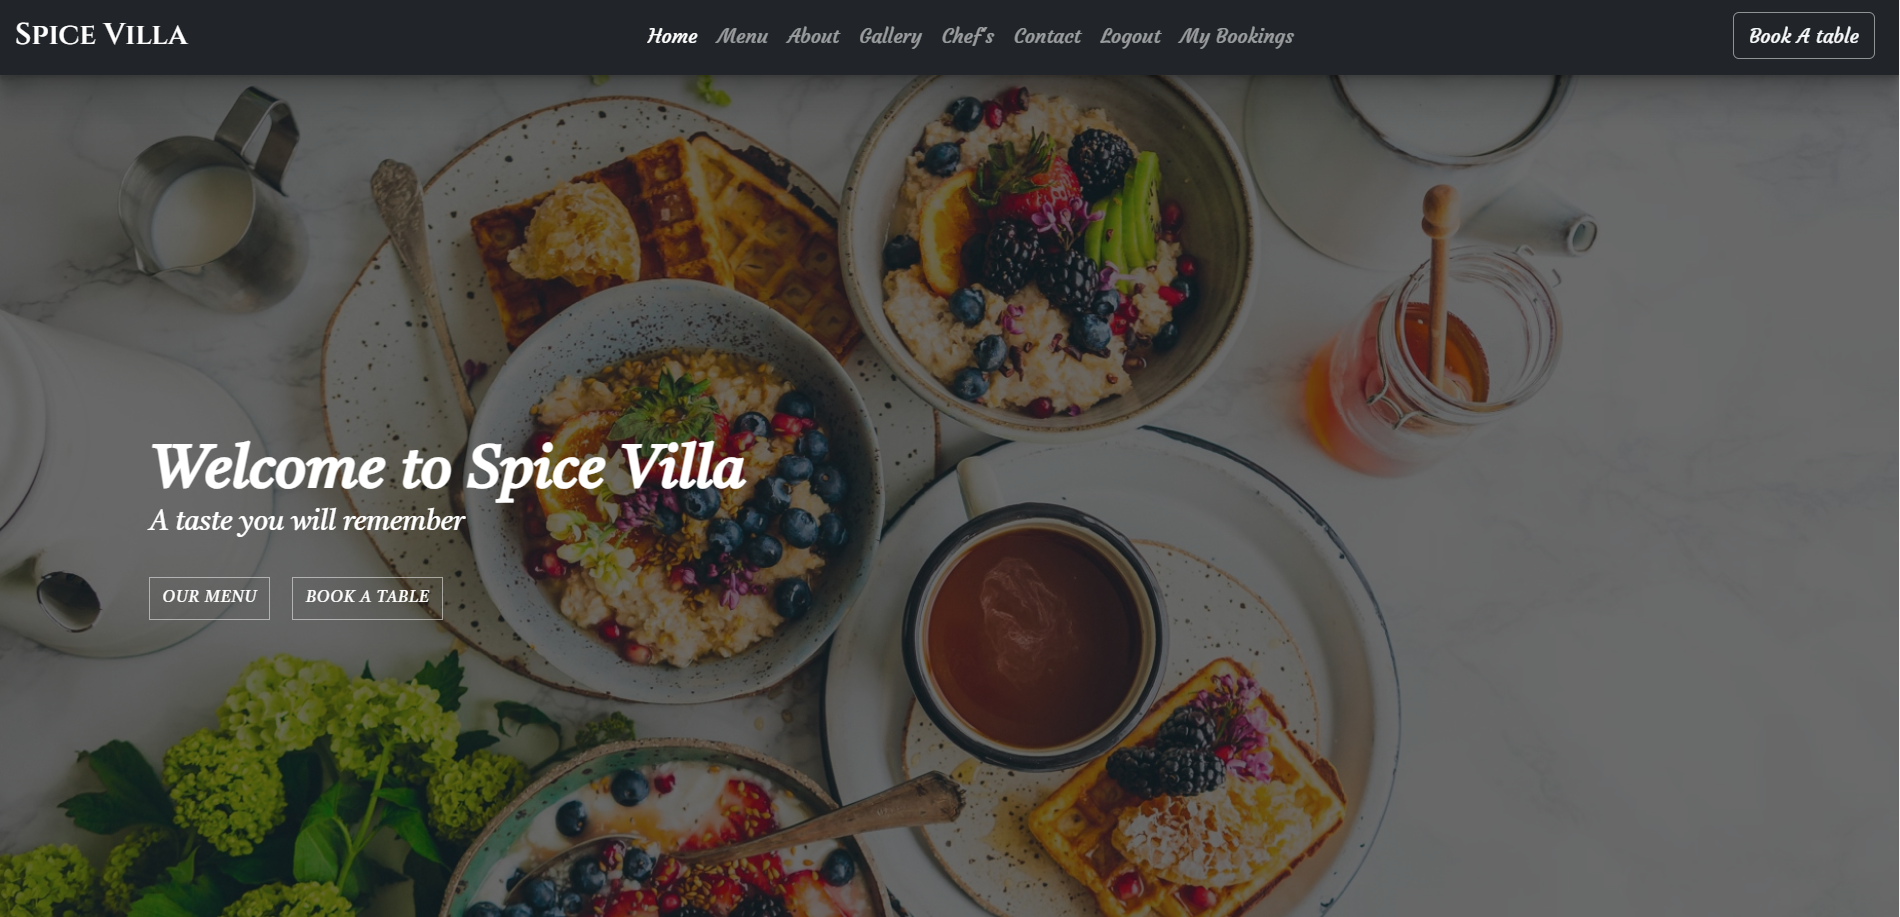 Spice Villa
Home Menu About Gallery Chef's Contact Logout My Bookings
Book A table
Welcome to Spice Villa
A taste you will remember
OUR MENU BOOK A TABLE